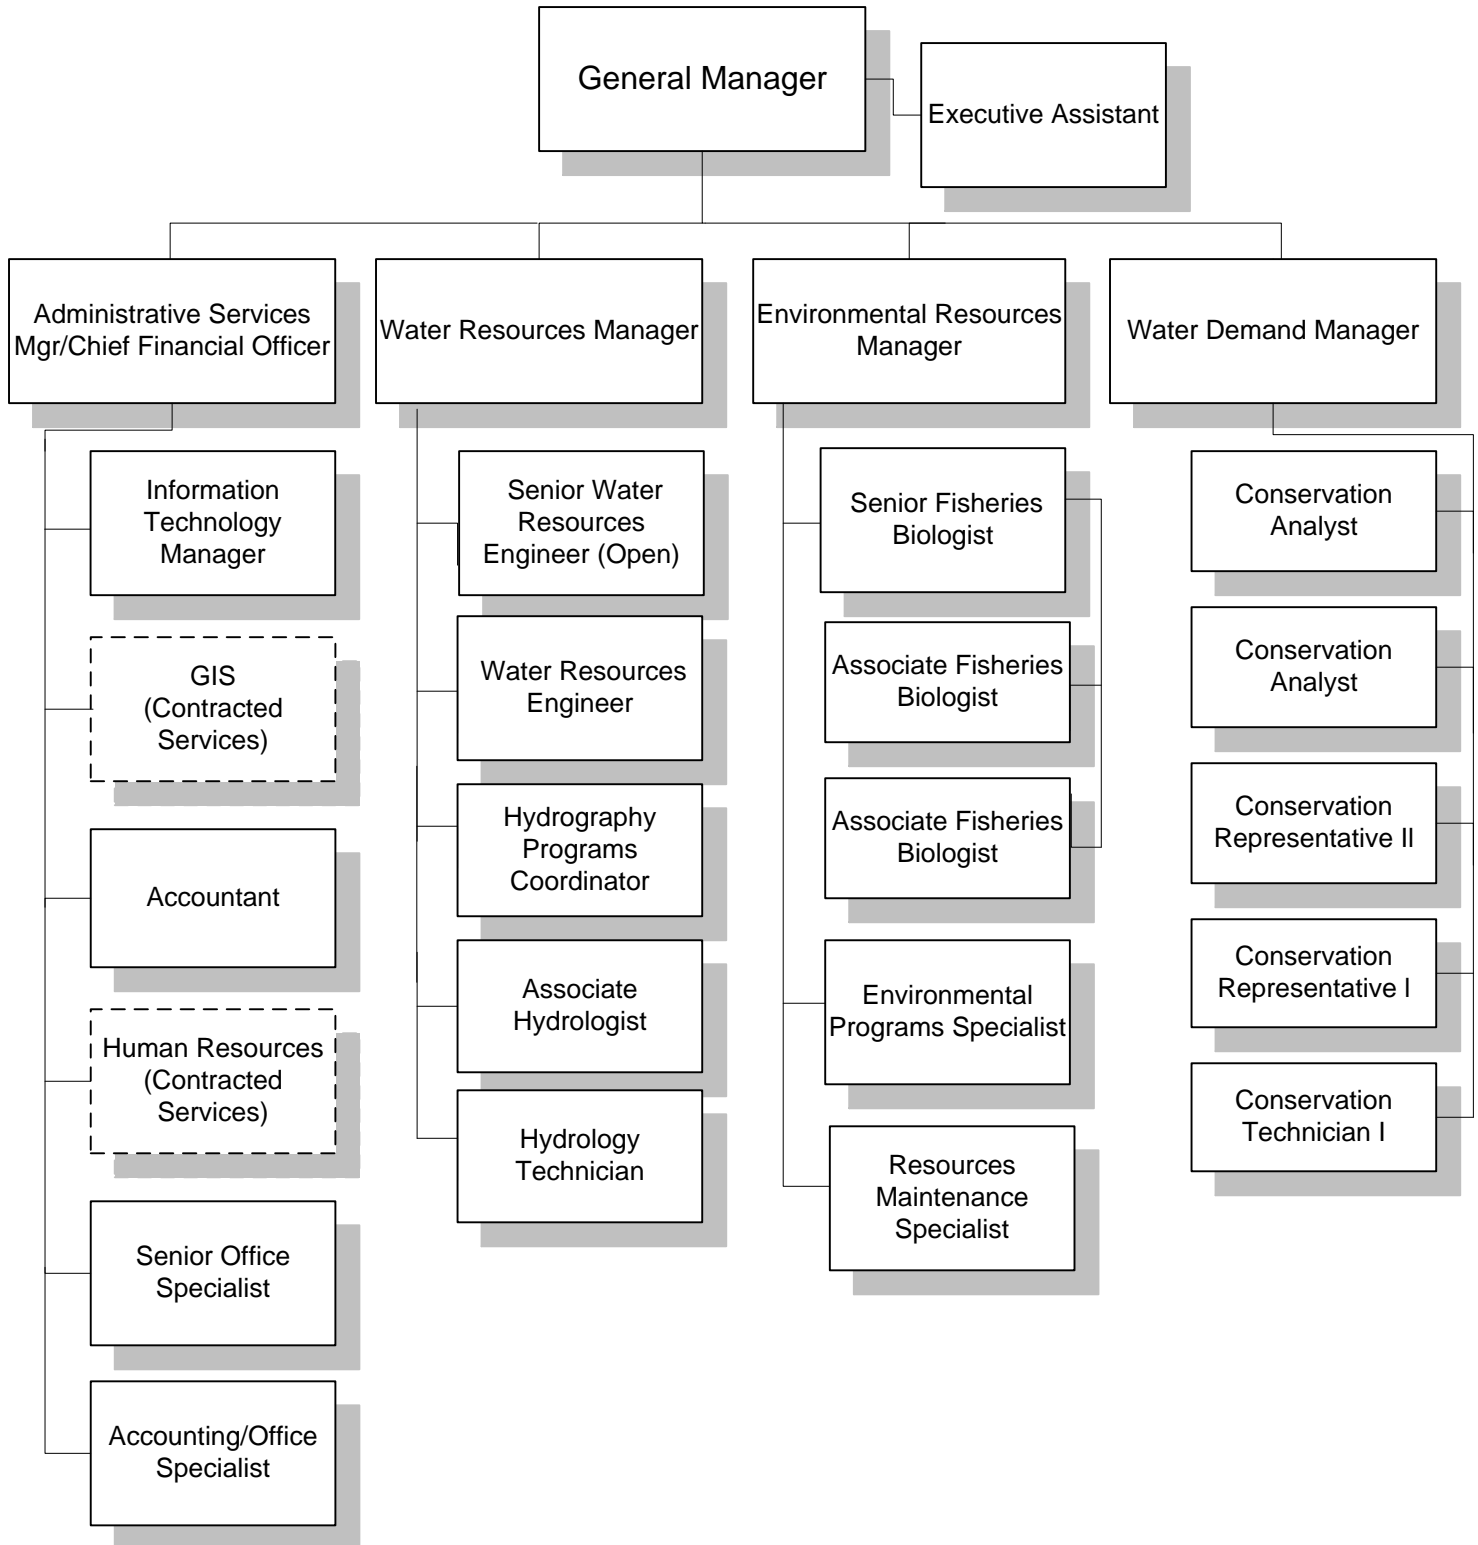 General Manager
Executive Assistant
Administrative Services
Mgr/Chief Financial Officer
Water Resources Manager
Environmental Resources
Manager
Water Demand Manager
Information
Technology
Manager
GIS
(Contracted
Services)
Accountant
Human Resources
(Contracted
Services)
Senior Office
Specialist
Accounting/Office
Specialist
Senior Water
Resources
Engineer (Open)
Water Resources
Engineer
Hydrography
Programs
Coordinator
Associate
Hydrologist
Hydrology
Technician
Senior Fisheries
Biologist
Associate Fisheries
Biologist
Associate Fisheries
Biologist
Environmental
Programs Specialist
Resources
Maintenance
Specialist
Conservation
Analyst
Conservation
Analyst
Conservation
Representative II
Conservation
Representative I
Conservation
Technician I